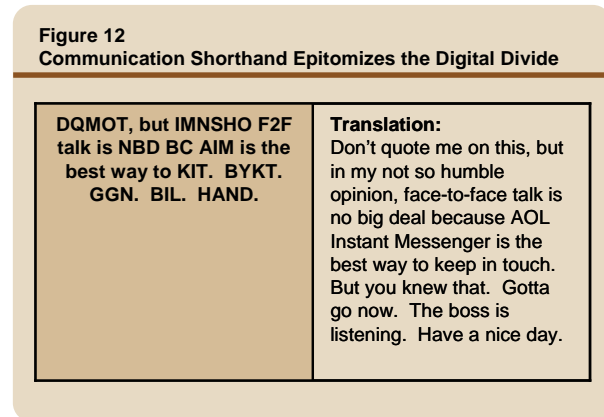 Figure 12
Communication Shorthand Epitomizes the Digital Divide
DQMOT, but IMNSHO F2F
talk is NBD BC AIM is the
best way to KIT. BYKT.
GGN. BIL. HAND.
Translation:
Don't quote me on this, but
in my not so humble
opinion, face-to-face talk is
no big deal because AOL
Instant Messenger is the
best way to keep in touch.
But you knew that. Gotta
go now. The boss is
listening. Have a nice day.